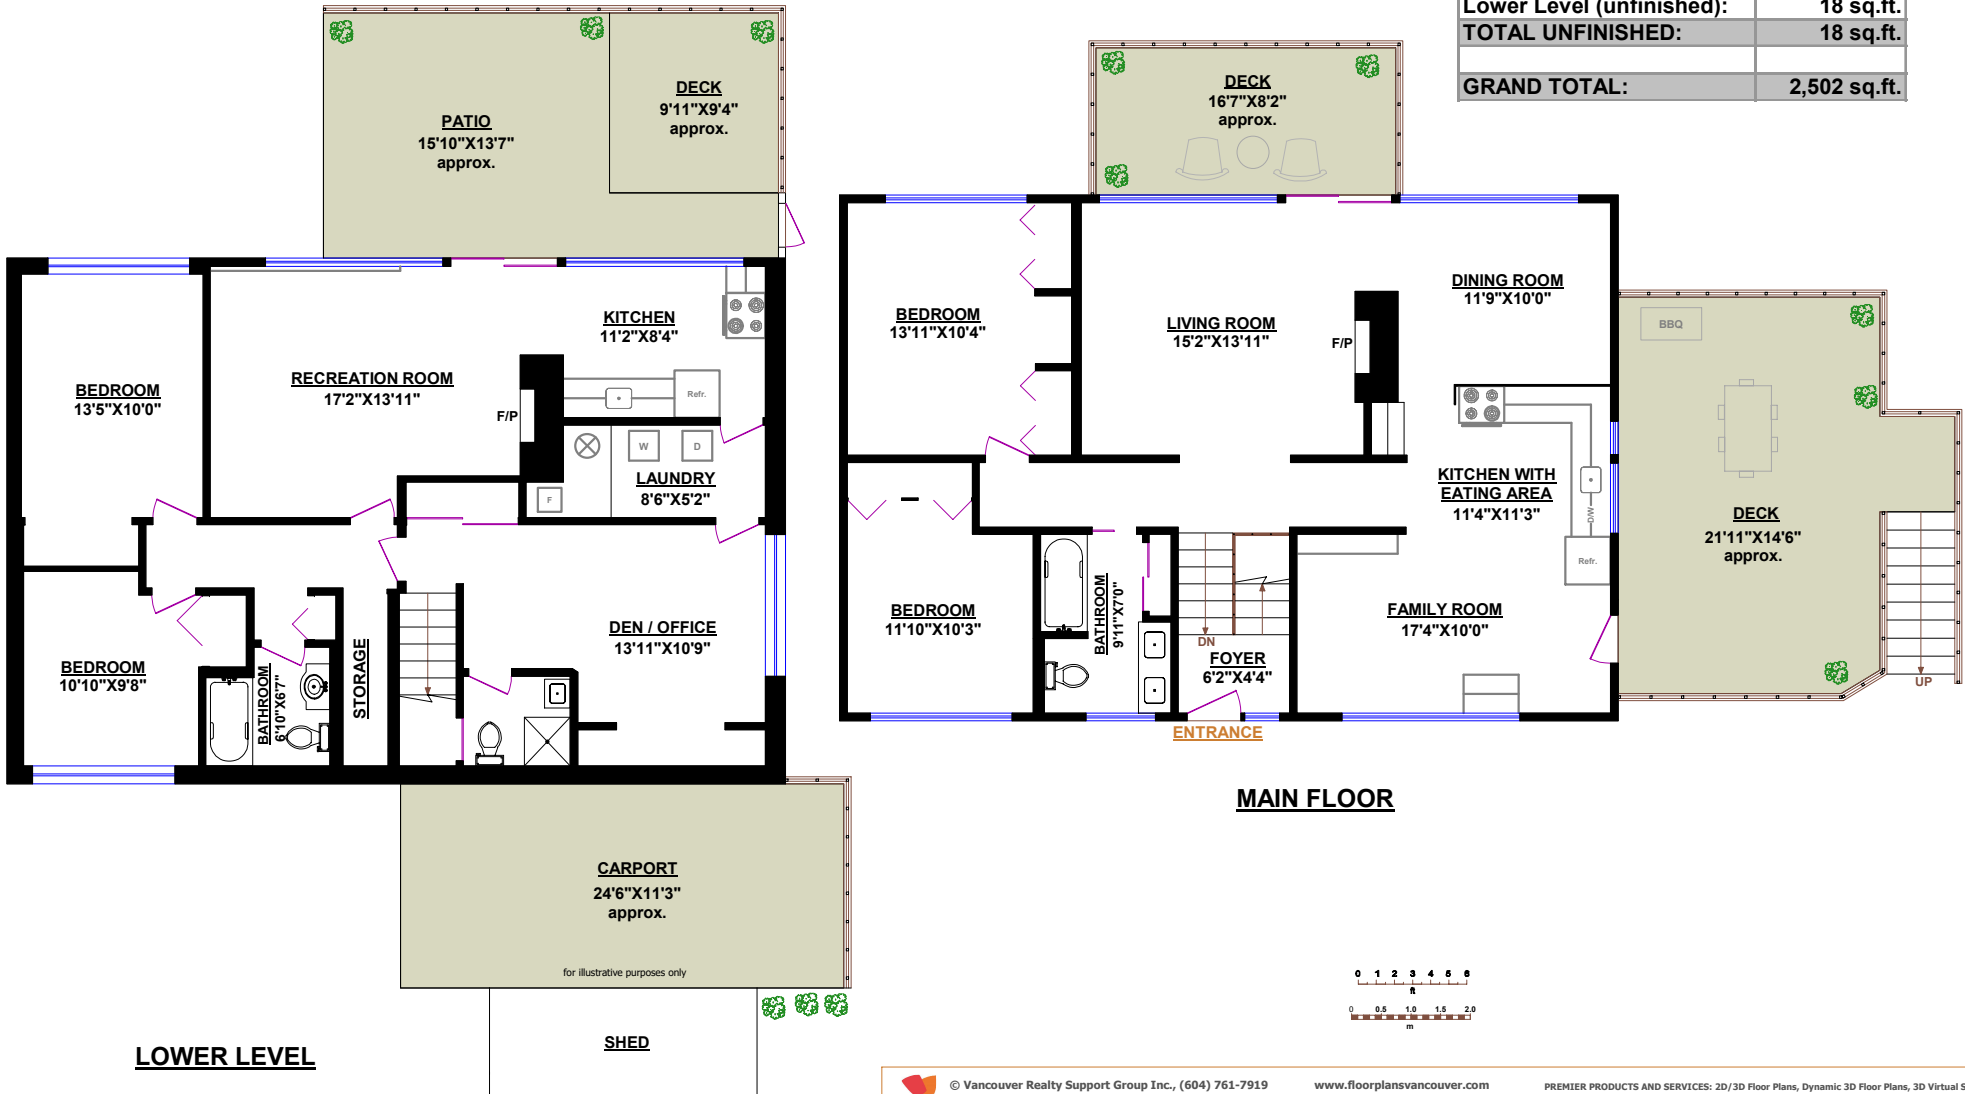 Lower Level (unfinished): 18 sq.ft.
TOTAL UNFINISHED: 18 sq.ft.
GRAND TOTAL: 2,502 sq.ft.
PATIO
15'10"X13'7"
approx.
DECK
9'11"X9'4"
approx.
BEDROOM
13'5"X10'0"
RECREATION ROOM
17'2"X13'11"
F/P
KITCHEN
11'2"X8'4"
Refr.
W
D
F
LAUNDRY
8'6"X5'2"
BEDROOM
10'10"X9'8"
BATHROOM
6'10"X6'7"
STORAGE
DEN / OFFICE
13'11"X10'9"
CARPORT
24'6"X11'3"
approx.
for illustrative purposes only
SHED
LOWER LEVEL
DECK
16'7"X8'2"
approx.
BEDROOM
13'11"X10'4"
LIVING ROOM
15'2"X13'11"
F/P
DINING ROOM
11'9"X10'0"
KITCHEN WITH
EATING AREA
11'4"X11'3"
D/W
Refr.
BBQ
DECK
21'11"X14'6"
approx.
UP
BEDROOM
11'10"X10'3"
BATHROOM
9'11"X7'0"
DN
FOYER
6'2"X4'4"
FAMILY ROOM
17'4"X10'0"
ENTRANCE
MAIN FLOOR
0 1 2 3 4 5 6
ft
0 0.5 1.0 1.5 2.0
m
© Vancouver Realty Support Group Inc., (604) 761-7919 www.floorplansvancouver.com PREMIER PRODUCTS AND SERVICES: 2D/3D Floor Plans, Dynamic 3D Floor Plans, 3D Virtual S